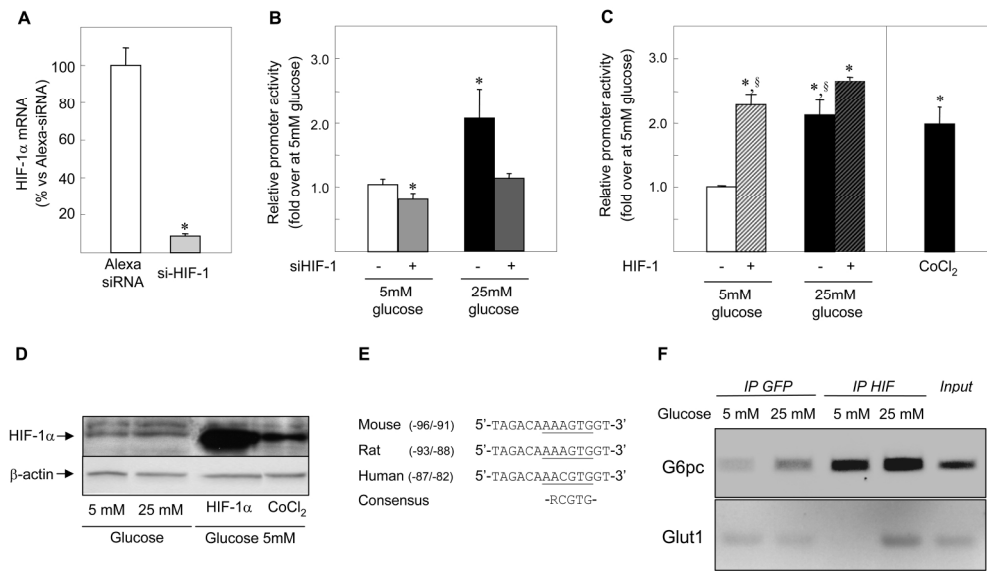 A
HIF-1α mRNA
(% vs Alexa-siRNA)
100
80
60
40
20
*
Alexa
siRNA
si-HIF-1
B
Relative promoter activity
(fold over at 5mM glucose)
3.0
2.0
1.0
*
*
siHIF-1
- + - +
5mM
glucose
25mM
glucose
C
Relative promoter activity
(fold over at 5mM glucose)
3.0
2.0
1.0
*,§
*,§
*
*
HIF-1
- + - +
5mM
glucose
25mM
glucose
CoCl2
D
HIF-1α
β-actin
5 mM 25 mM HIF-1α CoCl2
Glucose Glucose 5mM
E
Mouse (-96/-91) 5’-TAGACAAAAGTGGT-3’
Rat (-93/-88) 5’-TAGACAAAAGTGGT-3’
Human (-87/-82) 5’-TAGACAAACGTGGT-3’
Consensus -RCGTG-
F
IP GFP IP HIF Input
Glucose 5 mM 25 mM 5 mM 25 mM
G6pc
Glut1